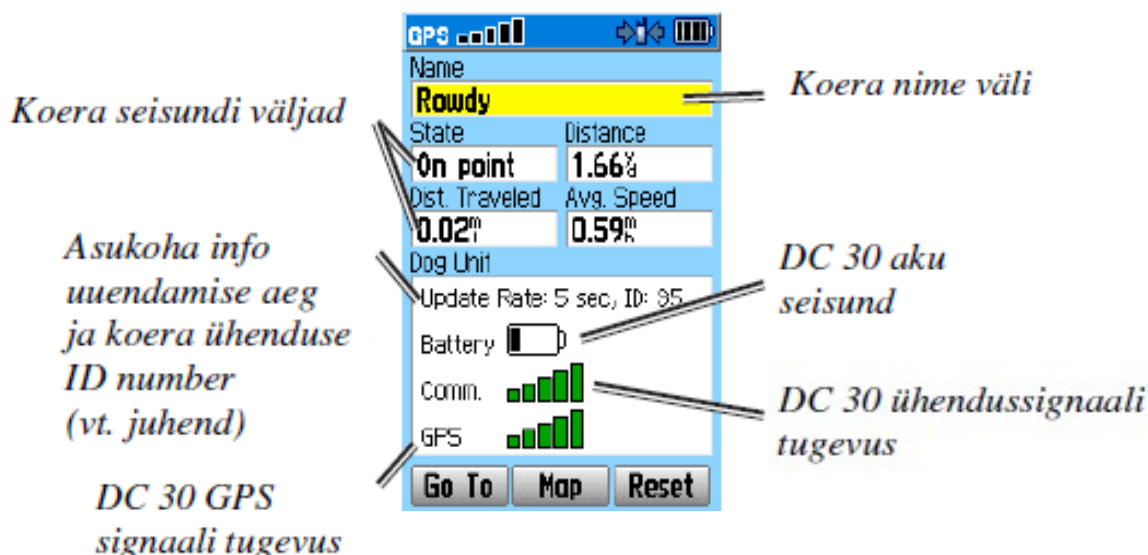 GPS
Name
Rowdy
State Distance
On point 1.66
Dist. Traveled Avg. Speed
0.02 0.59
Dog Unit
Update Rate: 5 sec, ID: 95
Battery
Comm.
GPS
Go To Map Reset
Koera seisundi väljad
Asukoha info
uuendamise aeg
ja koera ühenduse
ID number
(vt. juhend)
DC 30 GPS
signaali tugevus
Koera nime väli
DC 30 aku
seisund
DC 30 ühendussignaali
tugevus